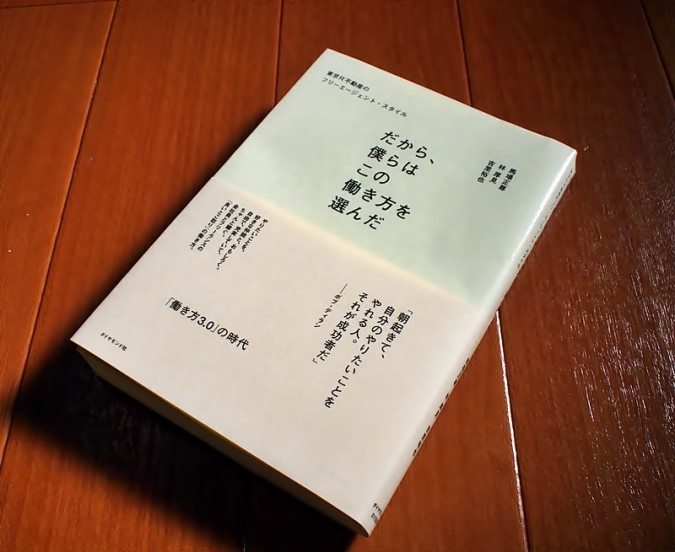 東京R不動産の
フリーエージェント・スタイル
だから、
僕らは
この
働き方を
選んだ
馬場正尊
林厚見
吉里裕也
「朝起きて、
自分のやりたいことを
やれる人。
それが成功者だ」
──ボブ・ディラン
「働き方3.0」の時代
ダイヤモンド社